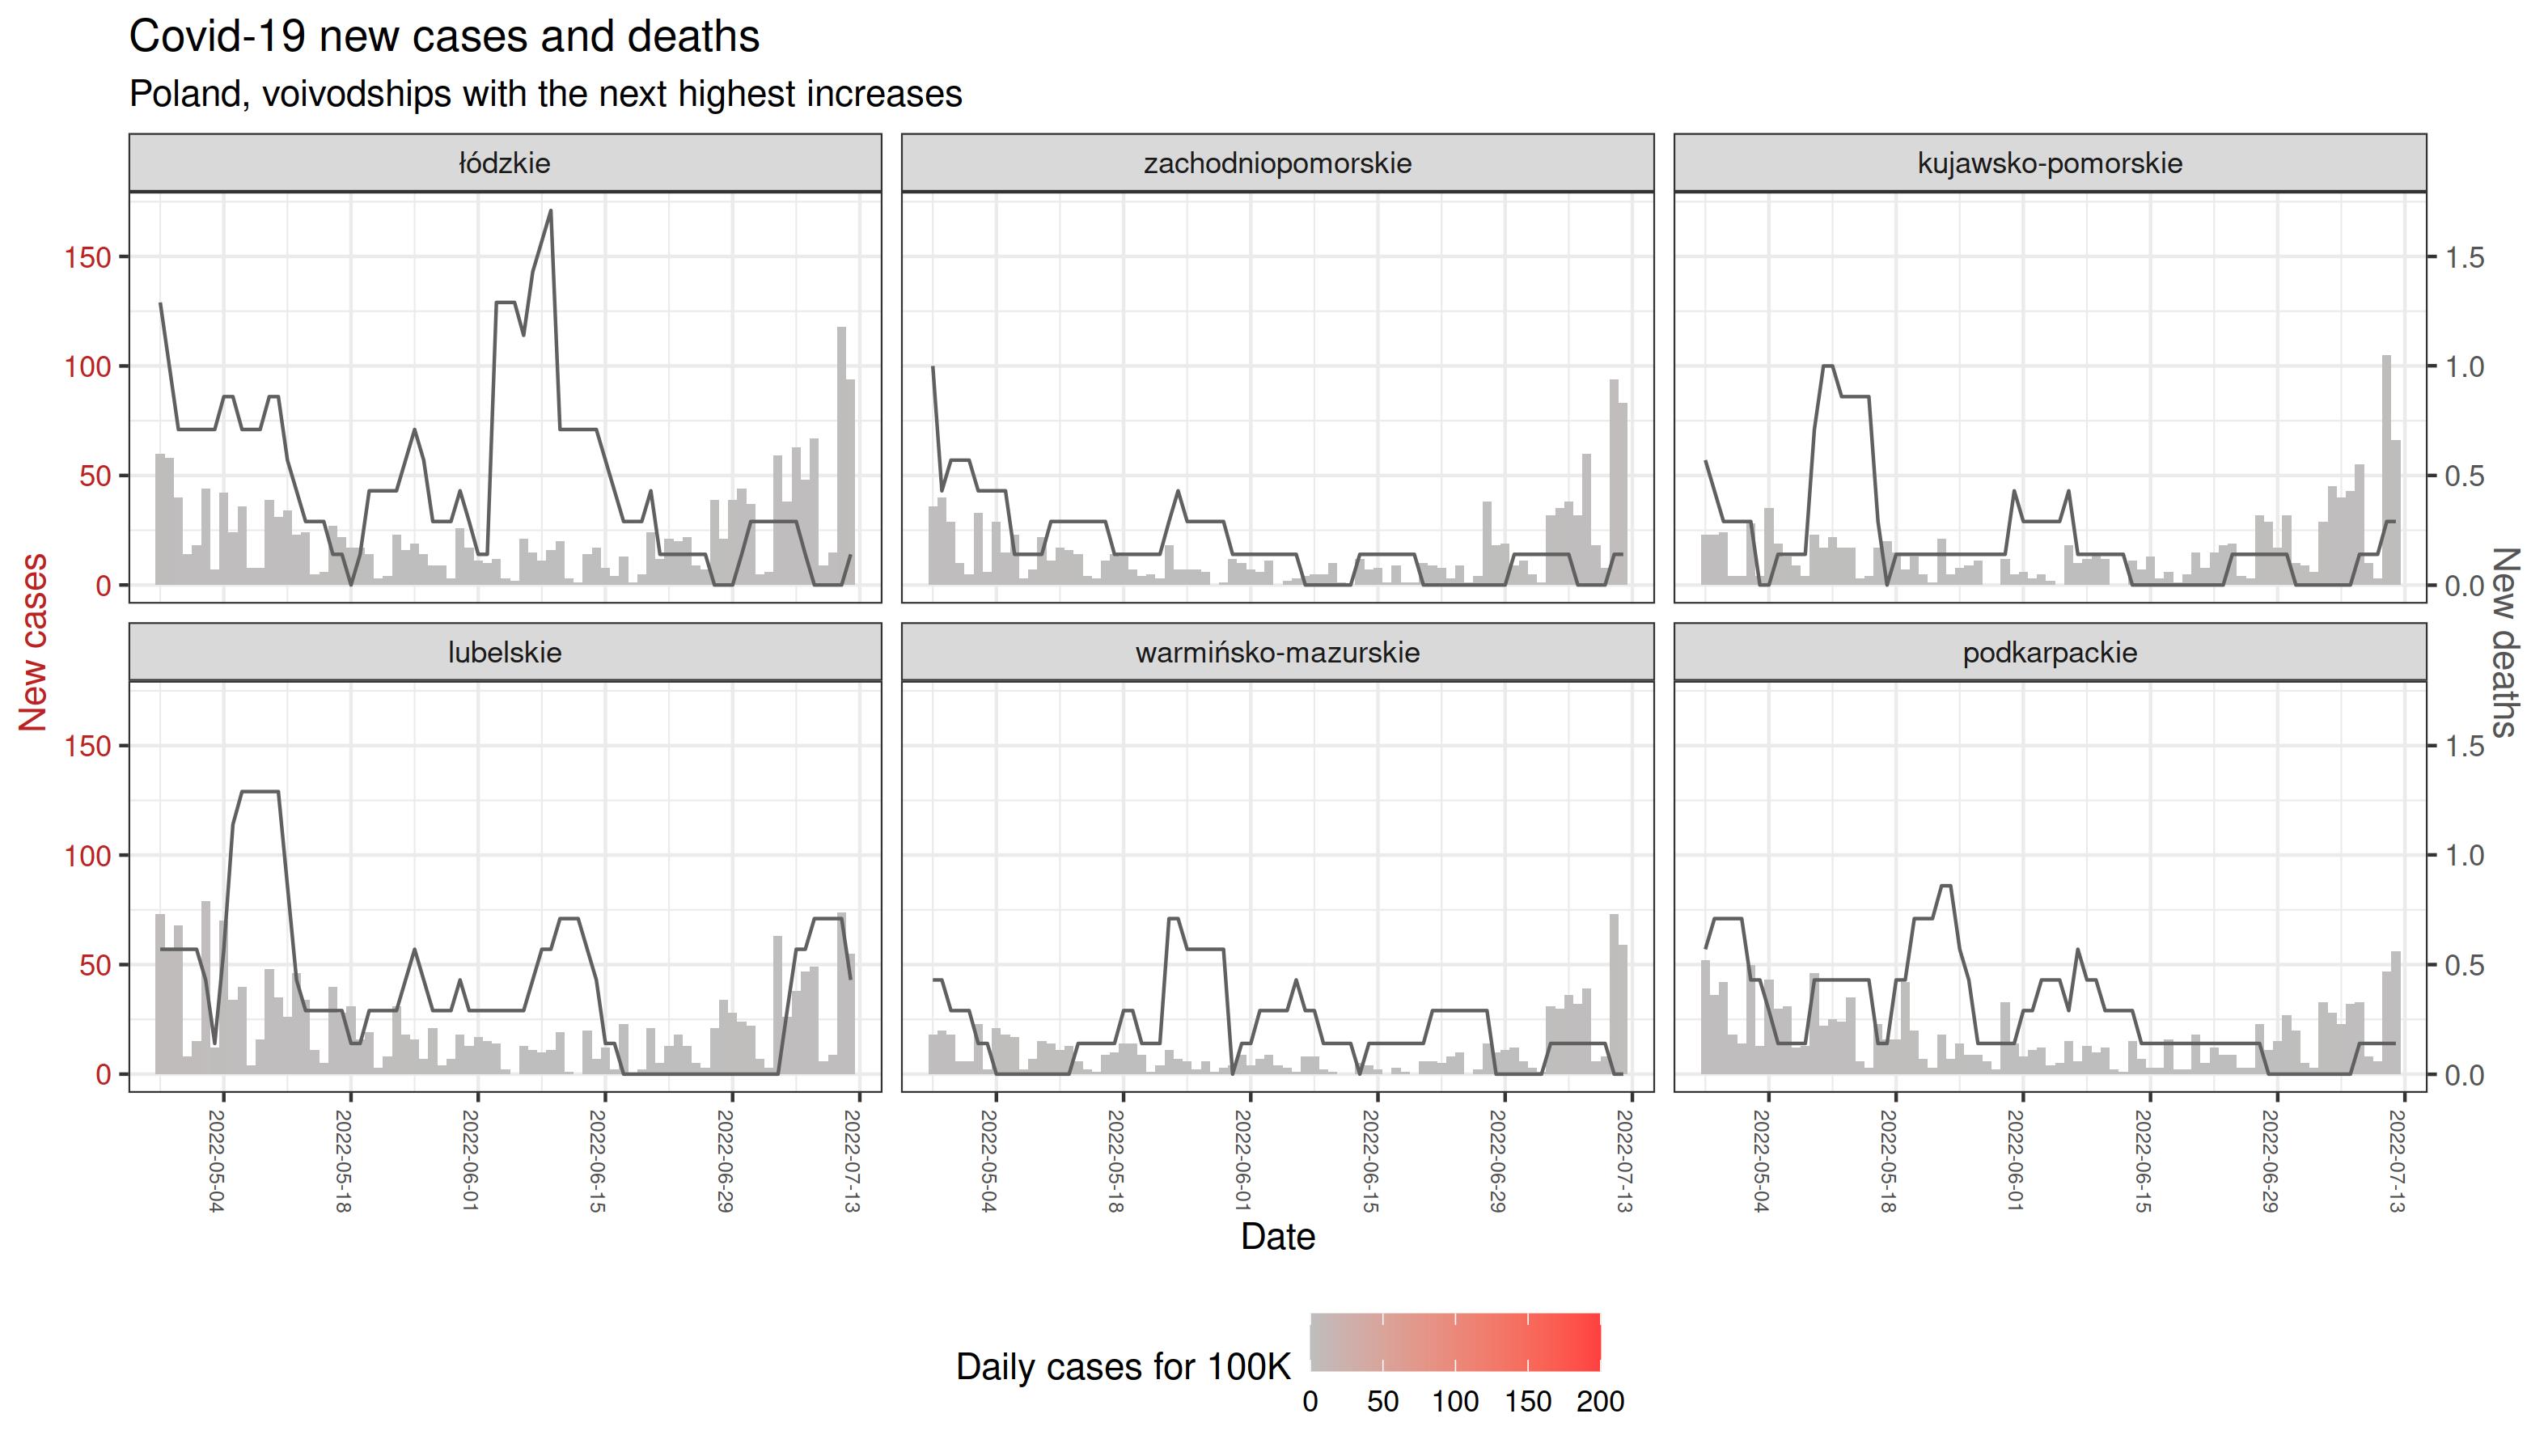 Covid-19 new cases and deaths
Poland, voivodships with the next highest increases
łódzkie
zachodniopomorskie
kujawsko-pomorskie
150
100
50
0
1.5
1.0
0.5
0.0
New cases
New deaths
lubelskie
warmińsko-mazurskie
podkarpackie
150
100
50
0
1.5
1.0
0.5
0.0
2022-05-04
2022-05-18
2022-06-01
2022-06-15
2022-06-29
2022-07-13
2022-05-04
2022-05-18
2022-06-01
2022-06-15
2022-06-29
2022-07-13
2022-05-04
2022-05-18
2022-06-01
2022-06-15
2022-06-29
2022-07-13
Date
Daily cases for 100K
0 50 100 150 200